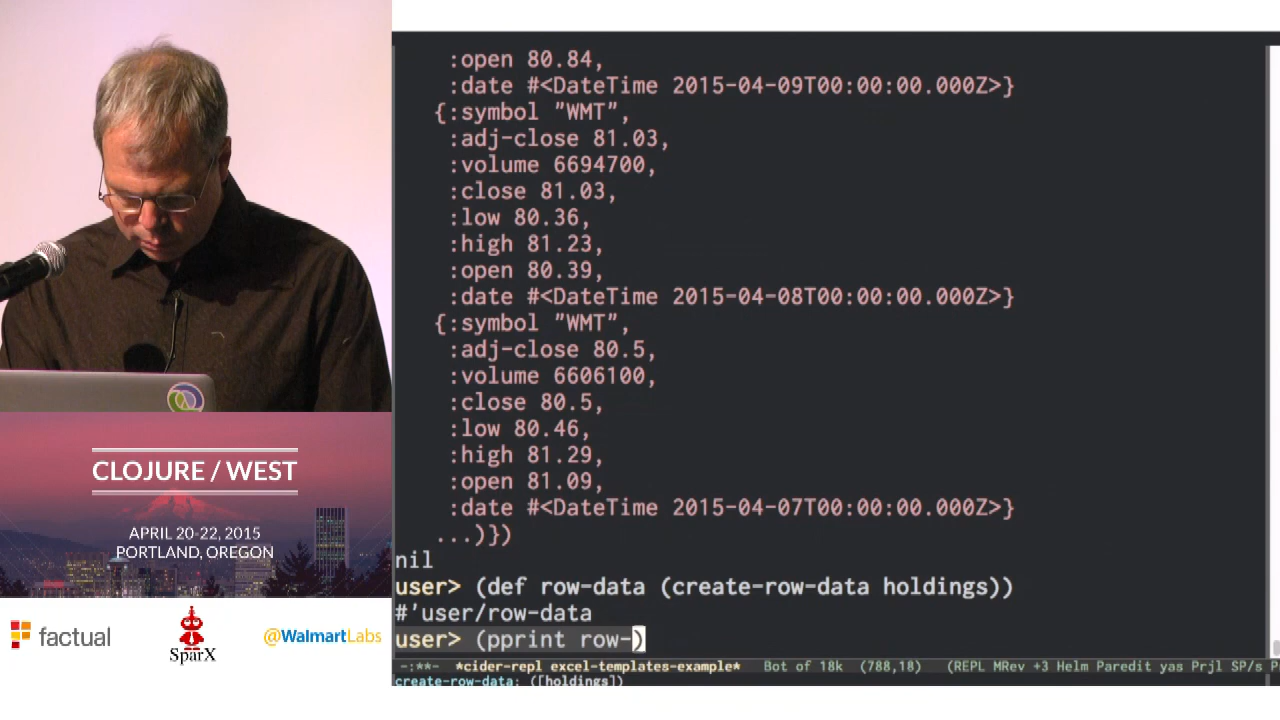 :open 80.84,
:date #<DateTime 2015-04-09T00:00:00.000Z>}
{:symbol "WMT",
:adj-close 81.03,
:volume 6694700,
:close 81.03,
:low 80.36,
:high 81.23,
:open 80.39,
:date #<DateTime 2015-04-08T00:00:00.000Z>}
{:symbol "WMT",
:adj-close 80.5,
:volume 6606100,
:close 80.5,
:low 80.46,
:high 81.29,
:open 81.09,
:date #<DateTime 2015-04-07T00:00:00.000Z>}
...)})
nil
user> (def row-data (create-row-data holdings))
#'user/row-data
user> (pprint row-)
-:**- *cider-repl excel-templates-example* Bot of 18k (788,18) (REPL MRev +3 Helm Paredit yas Prjl SP/s
create-row-data: ([holdings])
CLOJURE / WEST
APRIL 20-22, 2015
PORTLAND, OREGON
factual
SparX
@WalmartLabs